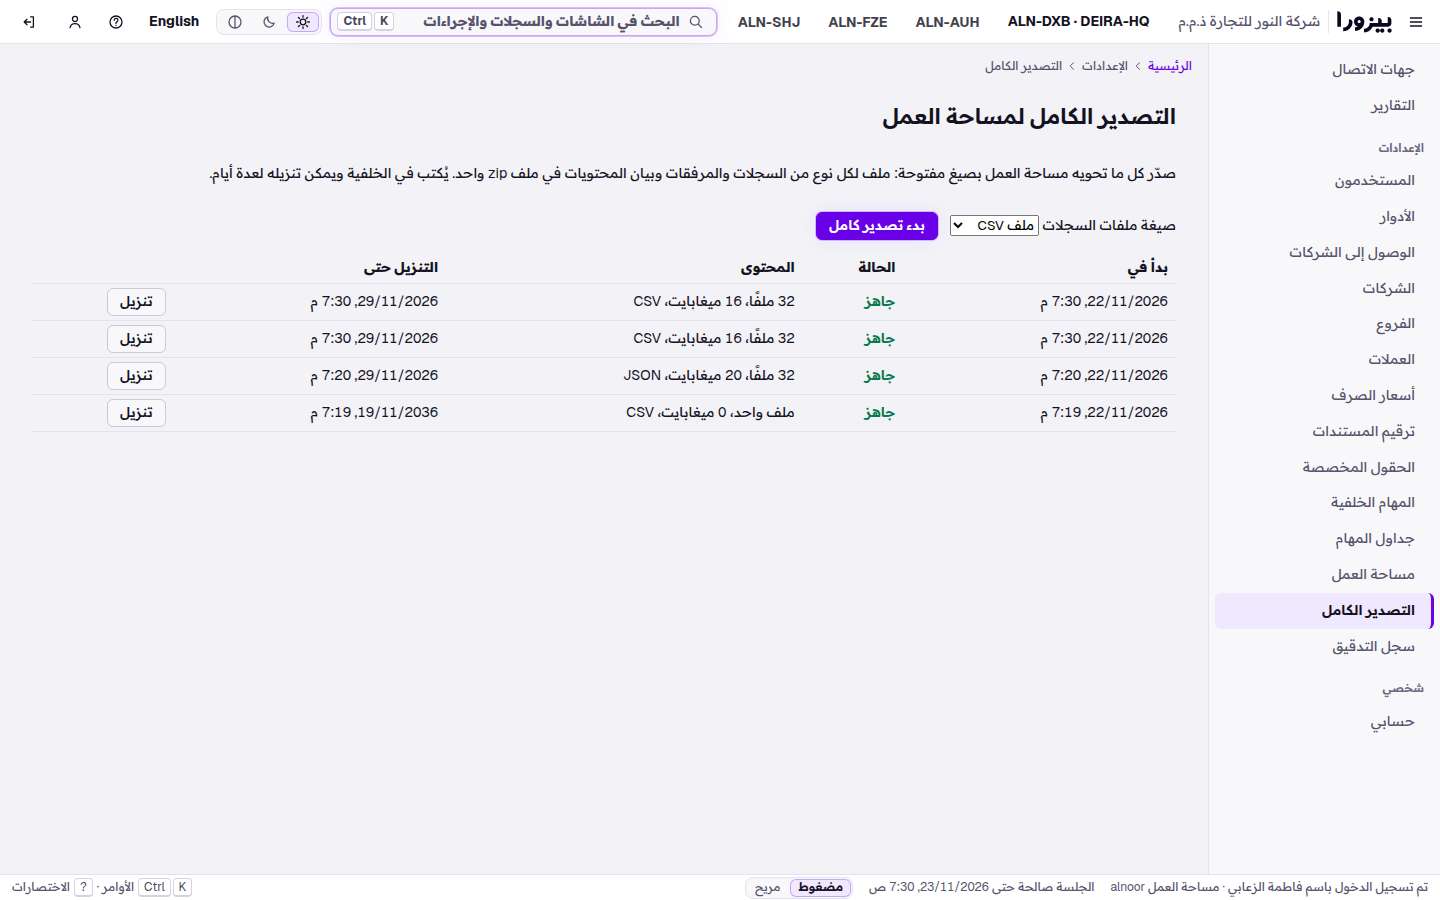 بيزورا
شركة النور للتجارة ذ.م.م
ALN-DXB · DEIRA-HQ
ALN-AUH
ALN-FZE
ALN-SHJ
البحث في الشاشات والسجلات والإجراءات
Ctrl K
English
جهات الاتصال
التقارير
الإعدادات
المستخدمون
الأدوار
الوصول إلى الشركات
الشركات
الفروع
العملات
أسعار الصرف
ترقيم المستندات
الحقول المخصصة
المهام الخلفية
جداول المهام
مساحة العمل
التصدير الكامل
سجل التدقيق
شخصي
حسابي
الرئيسية › الإعدادات › التصدير الكامل
التصدير الكامل لمساحة العمل
صدّر كل ما تحويه مساحة العمل بصيغ مفتوحة: ملف لكل نوع من السجلات والمرفقات وبيان المحتويات في ملف zip واحد. يُكتب في الخلفية ويمكن تنزيله لعدة أيام.
صيغة ملفات السجلات ملف CSV بدء تصدير كامل
بدأ في الحالة المحتوى التنزيل حتى
22/11/2026, 7:30 م جاهز 32 ملفًا، 16 ميغابايت، CSV 29/11/2026, 7:30 م تنزيل
22/11/2026, 7:30 م جاهز 32 ملفًا، 16 ميغابايت، CSV 29/11/2026, 7:30 م تنزيل
22/11/2026, 7:20 م جاهز 32 ملفًا، 20 ميغابايت، JSON 29/11/2026, 7:20 م تنزيل
22/11/2026, 7:19 م جاهز ملف واحد، 0 ميغابايت، CSV 19/11/2036, 7:19 م تنزيل
تم تسجيل الدخول باسم فاطمة الزعابي · مساحة العمل alnoor
الجلسة صالحة حتى 23/11/2026, 7:30 ص
مضغوط مريح
Ctrl K الأوامر · ? الاختصارات